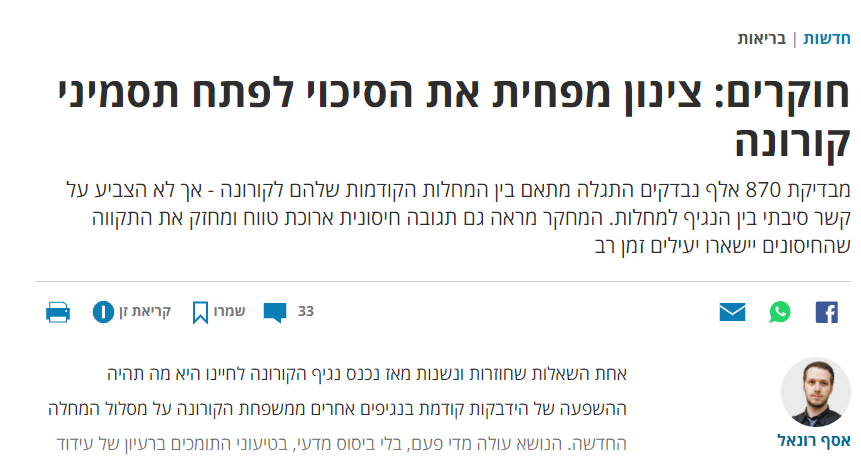 חדשות | בריאות
חוקרים: צינון מפחית את הסיכוי לפתח תסמיני
קורונה
מבדיקת 870 אלף נבדקים התגלה מתאם בין המחלות הקודמות שלהם לקורונה - אך לא הצביע על
קשר סיבתי בין הנגיף למחלות. המחקר מראה גם תגובה חיסונית ארוכת טווח ומחזק את התקווה
שהחיסונים יישארו יעילים זמן רב
33 שמרו קריאת זן
אחת השאלות שחוזרות ונשנות מאז נכנס נגיף הקורונה לחיינו היא מה תהיה
ההשפעה של הידבקות קודמת בנגיפים אחרים ממשפחת הקורונה על מסלול המחלה
החדשה. הנושא עולה מדי פעם, בלי ביסוס מדעי, בטיעוני התומכים ברעיון של עידוד
אסף רונאל